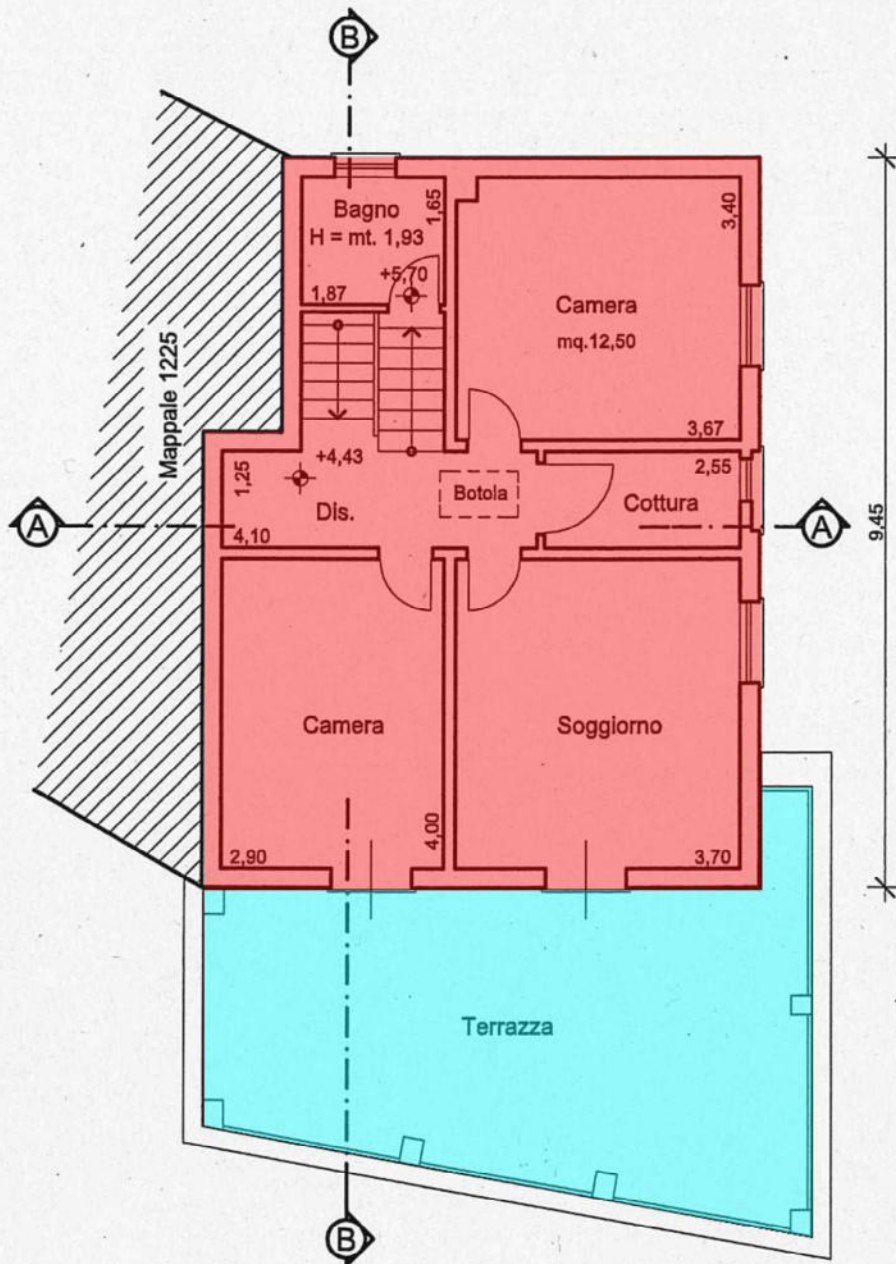 B
Bagno
H = mt. 1,93
1,65
+5,70
1,87
3,40
Camera
mq.12,50
3,67
Mappale 1225
1,25
+4,43
Dis.
4,10
Botola
2,55
Cottura
A
A
9,45
Camera
2,90
4,00
Soggiorno
3,70
Terrazza
B